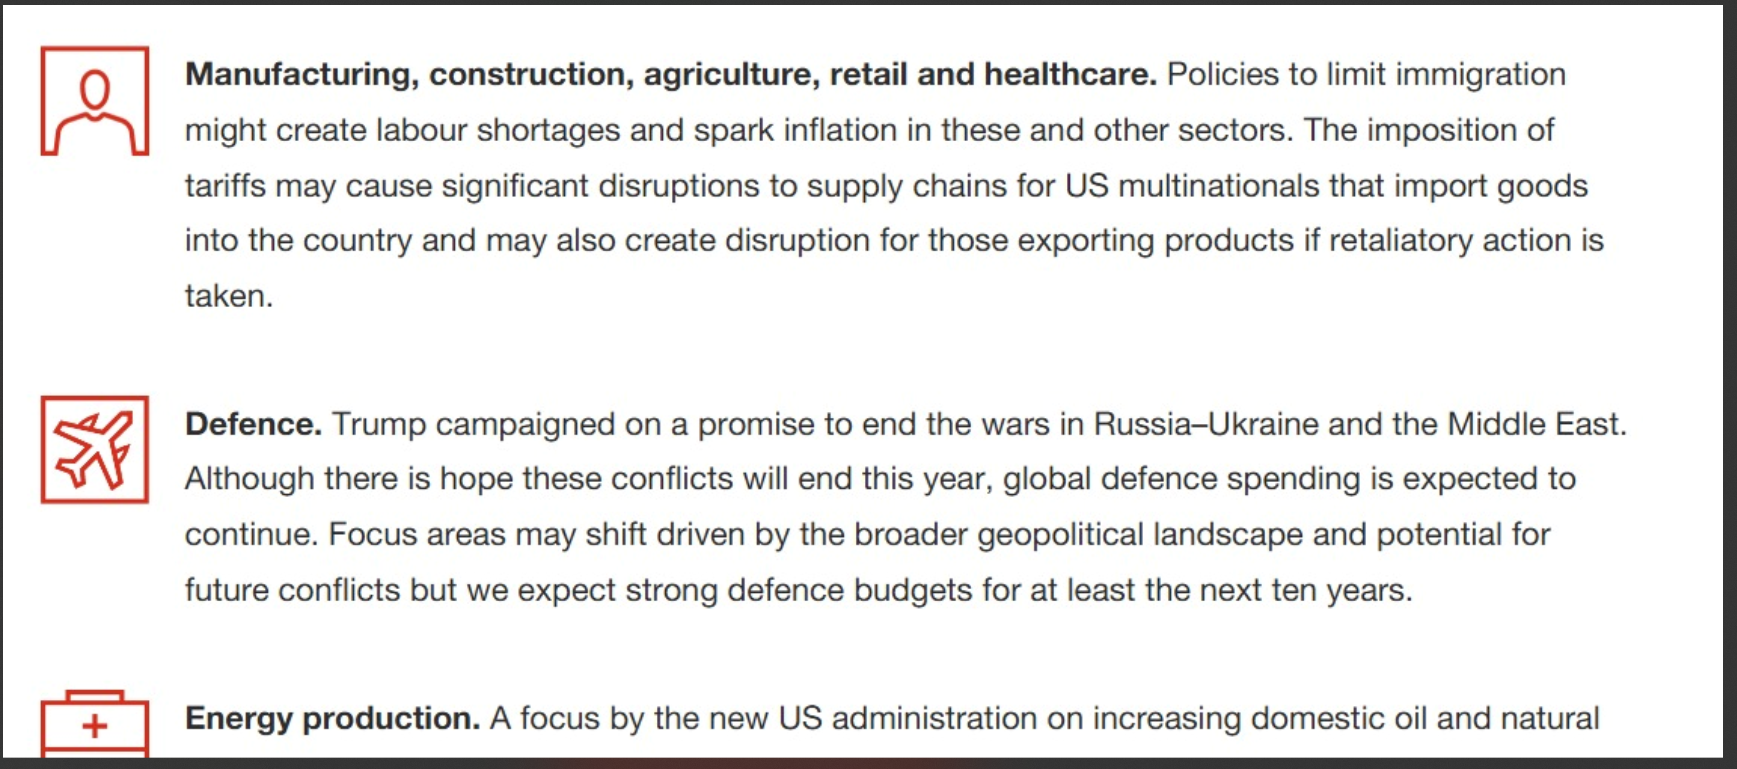 Manufacturing, construction, agriculture, retail and healthcare. Policies to limit immigration
might create labour shortages and spark inflation in these and other sectors. The imposition of
tariffs may cause significant disruptions to supply chains for US multinationals that import goods
into the country and may also create disruption for those exporting products if retaliatory action is
taken.
Defence. Trump campaigned on a promise to end the wars in Russia–Ukraine and the Middle East.
Although there is hope these conflicts will end this year, global defence spending is expected to
continue. Focus areas may shift driven by the broader geopolitical landscape and potential for
future conflicts but we expect strong defence budgets for at least the next ten years.
Energy production. A focus by the new US administration on increasing domestic oil and natural